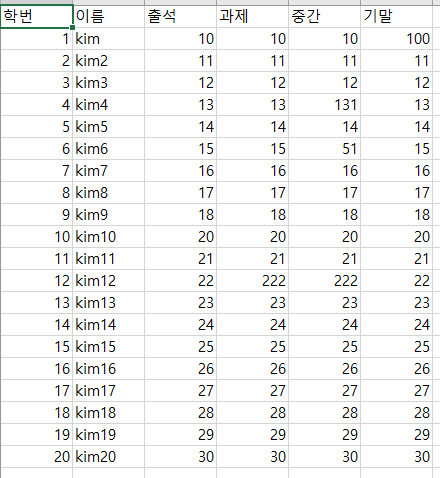 학번 이름 출석 과제 중간 기말
1 kim 10 10 10 100
2 kim2 11 11 11 11
3 kim3 12 12 12 12
4 kim4 13 13 131 13
5 kim5 14 14 14 14
6 kim6 15 15 51 15
7 kim7 16 16 16 16
8 kim8 17 17 17 17
9 kim9 18 18 18 18
10 kim10 20 20 20 20
11 kim11 21 21 21 21
12 kim12 22 222 222 22
13 kim13 23 23 23 23
14 kim14 24 24 24 24
15 kim15 25 25 25 25
16 kim16 26 26 26 26
17 kim17 27 27 27 27
18 kim18 28 28 28 28
19 kim19 29 29 29 29
20 kim20 30 30 30 30